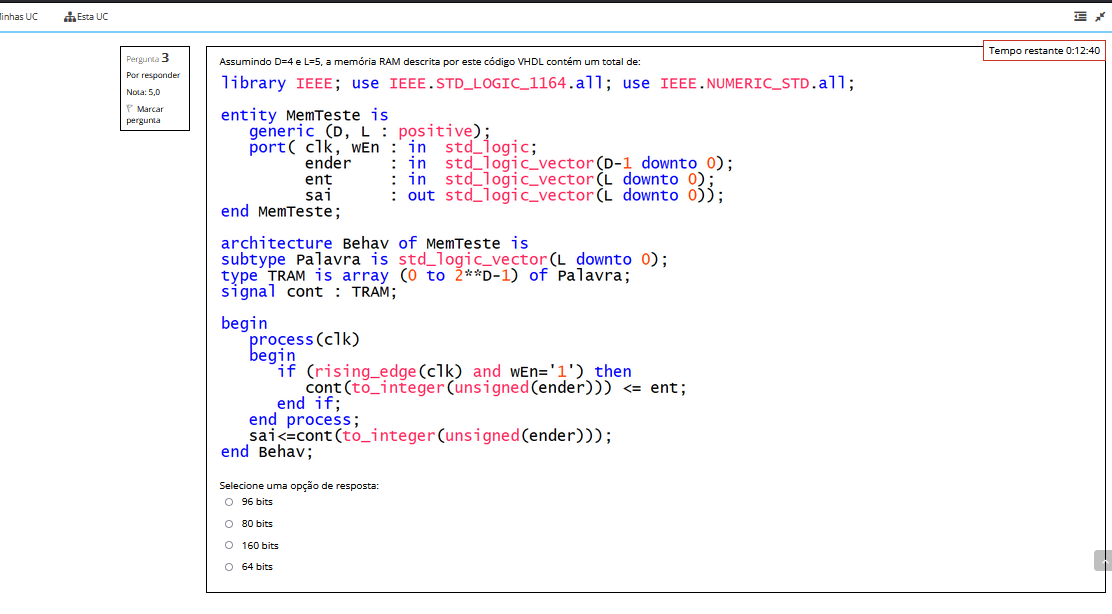 Minhas UC Esta UC
Tempo restante 0:12:40
Pergunta 3
Por responder
Nota: 5,0
Marcar
pergunta
Assumindo D=4 e L=5, a memória RAM descrita por este código VHDL contém um total de:
library IEEE; use IEEE.STD_LOGIC_1164.all; use IEEE.NUMERIC_STD.all;
entity MemTeste is
generic (D, L : positive);
port( clk, wEn : in std_logic;
ender : in std_logic_vector(D-1 downto 0);
ent : in std_logic_vector(L downto 0);
sai : out std_logic_vector(L downto 0));
end MemTeste;
architecture Behav of MemTeste is
subtype Palavra is std_logic_vector(L downto 0);
type TRAM is array (0 to 2**D-1) of Palavra;
signal cont : TRAM;
begin
process(clk)
begin
if (rising_edge(clk) and wEn='1') then
cont(to_integer(unsigned(ender))) <= ent;
end if;
end process;
sai<=cont(to_integer(unsigned(ender)));
end Behav;
Selecione uma opção de resposta:
96 bits
80 bits
160 bits
64 bits